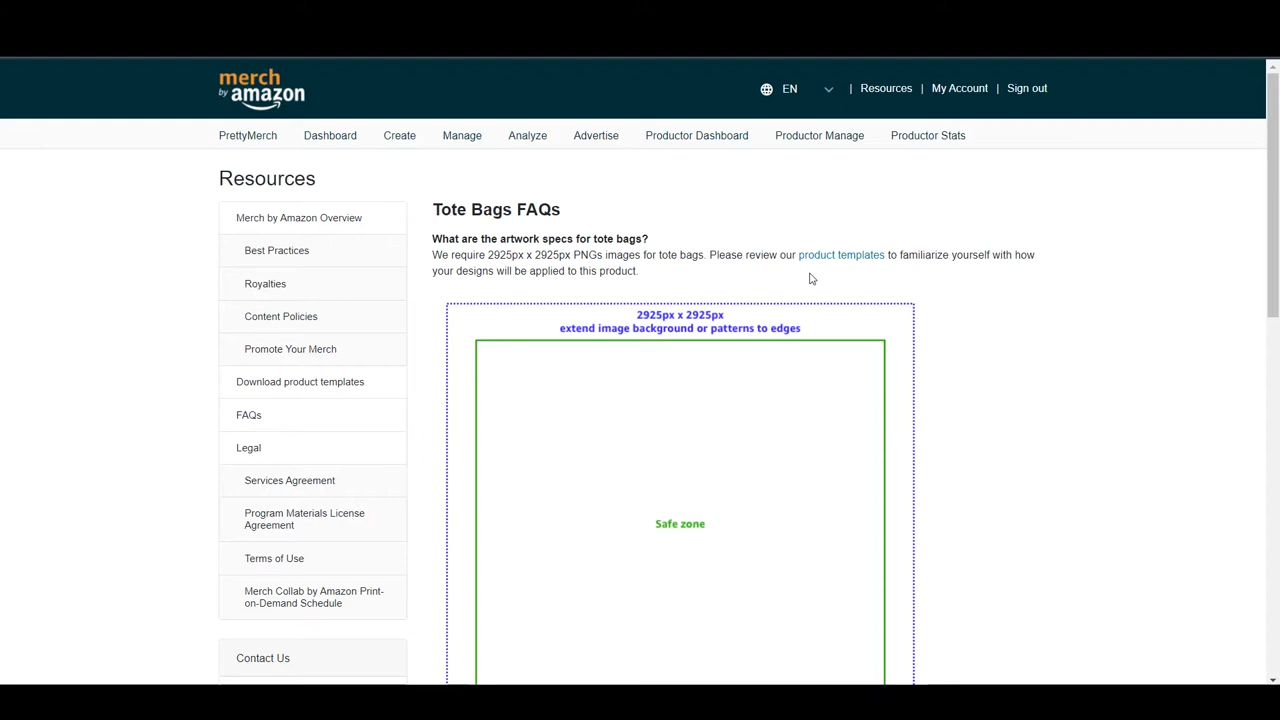 merch
by amazon
EN | Resources | My Account | Sign out
PrettyMerch Dashboard Create Manage Analyze Advertise Productor Dashboard Productor Manage Productor Stats
Resources
Merch by Amazon Overview
Best Practices
Royalties
Content Policies
Promote Your Merch
Download product templates
FAQs
Legal
Services Agreement
Program Materials License
Agreement
Terms of Use
Merch Collab by Amazon Print-
on-Demand Schedule
Contact Us
Tote Bags FAQs
What are the artwork specs for tote bags?
We require 2925px x 2925px PNGs images for tote bags. Please review our product templates to familiarize yourself with how
your designs will be applied to this product.
2925px x 2925px
extend image background or patterns to edges
Safe zone